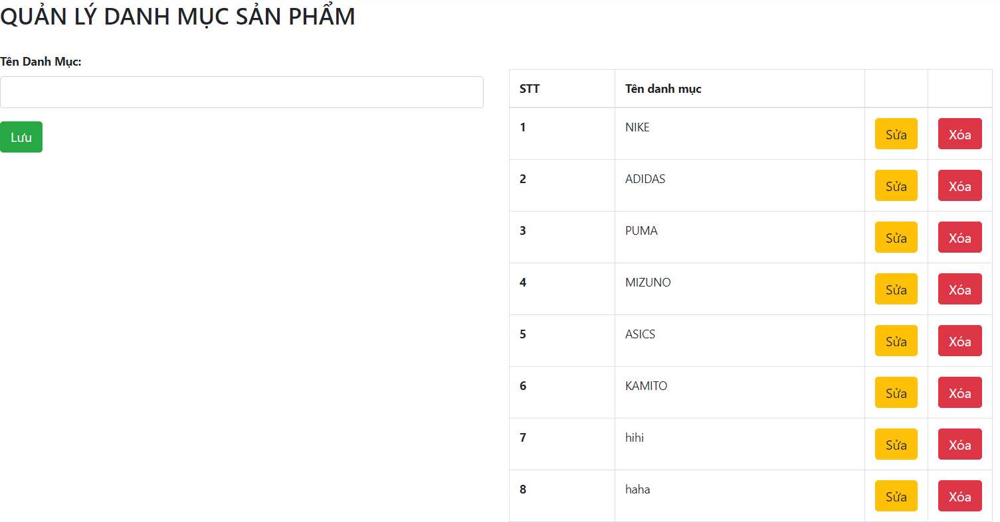 QUẢN LÝ DANH MỤC SẢN PHẨM
Tên Danh Mục:
Lưu
STT Tên danh mục
1 NIKE Sửa Xóa
2 ADIDAS Sửa Xóa
3 PUMA Sửa Xóa
4 MIZUNO Sửa Xóa
5 ASICS Sửa Xóa
6 KAMITO Sửa Xóa
7 hihi Sửa Xóa
8 haha Sửa Xóa